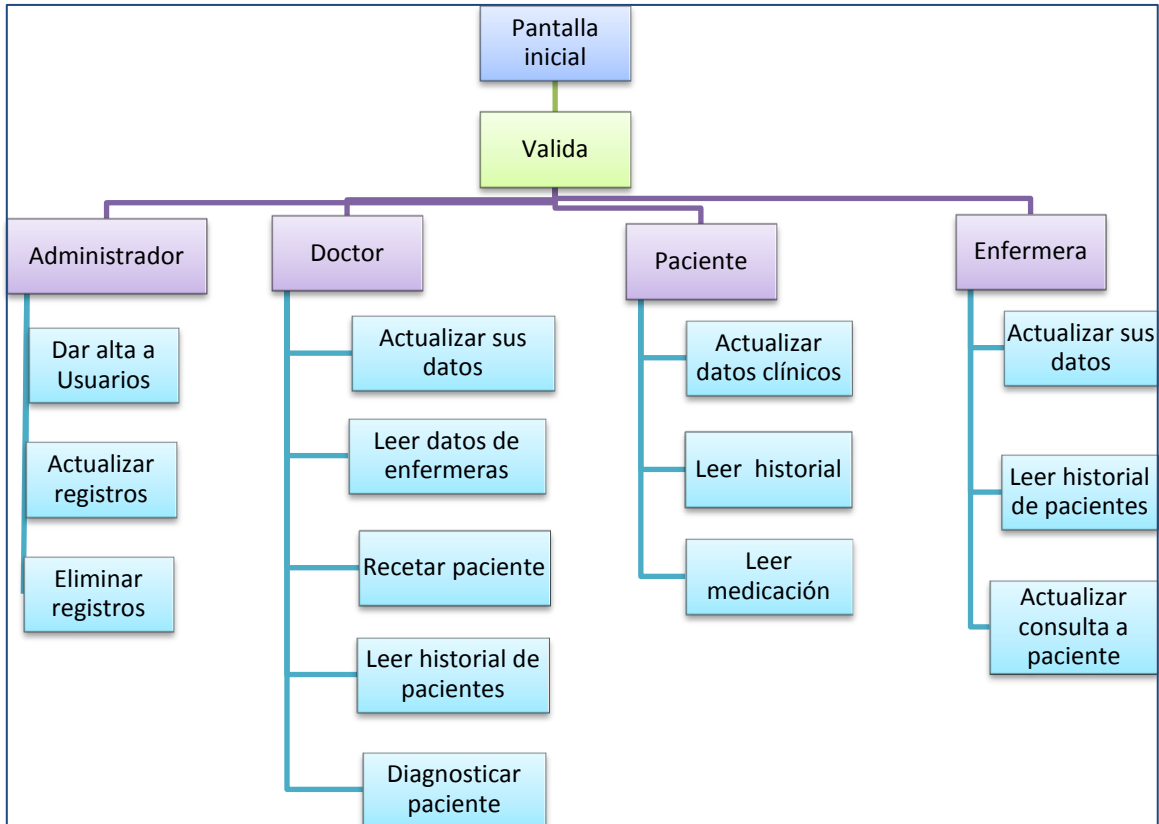 Pantalla
inicial
Valida
Administrador
Dar alta a
Usuarios
Actualizar
registros
Eliminar
registros
Doctor
Actualizar sus
datos
Leer datos de
enfermeras
Recetar paciente
Leer historial de
pacientes
Diagnosticar
paciente
Paciente
Actualizar
datos clínicos
Leer historial
Leer
medicación
Enfermera
Actualizar sus
datos
Leer historial
de pacientes
Actualizar
consulta a
paciente